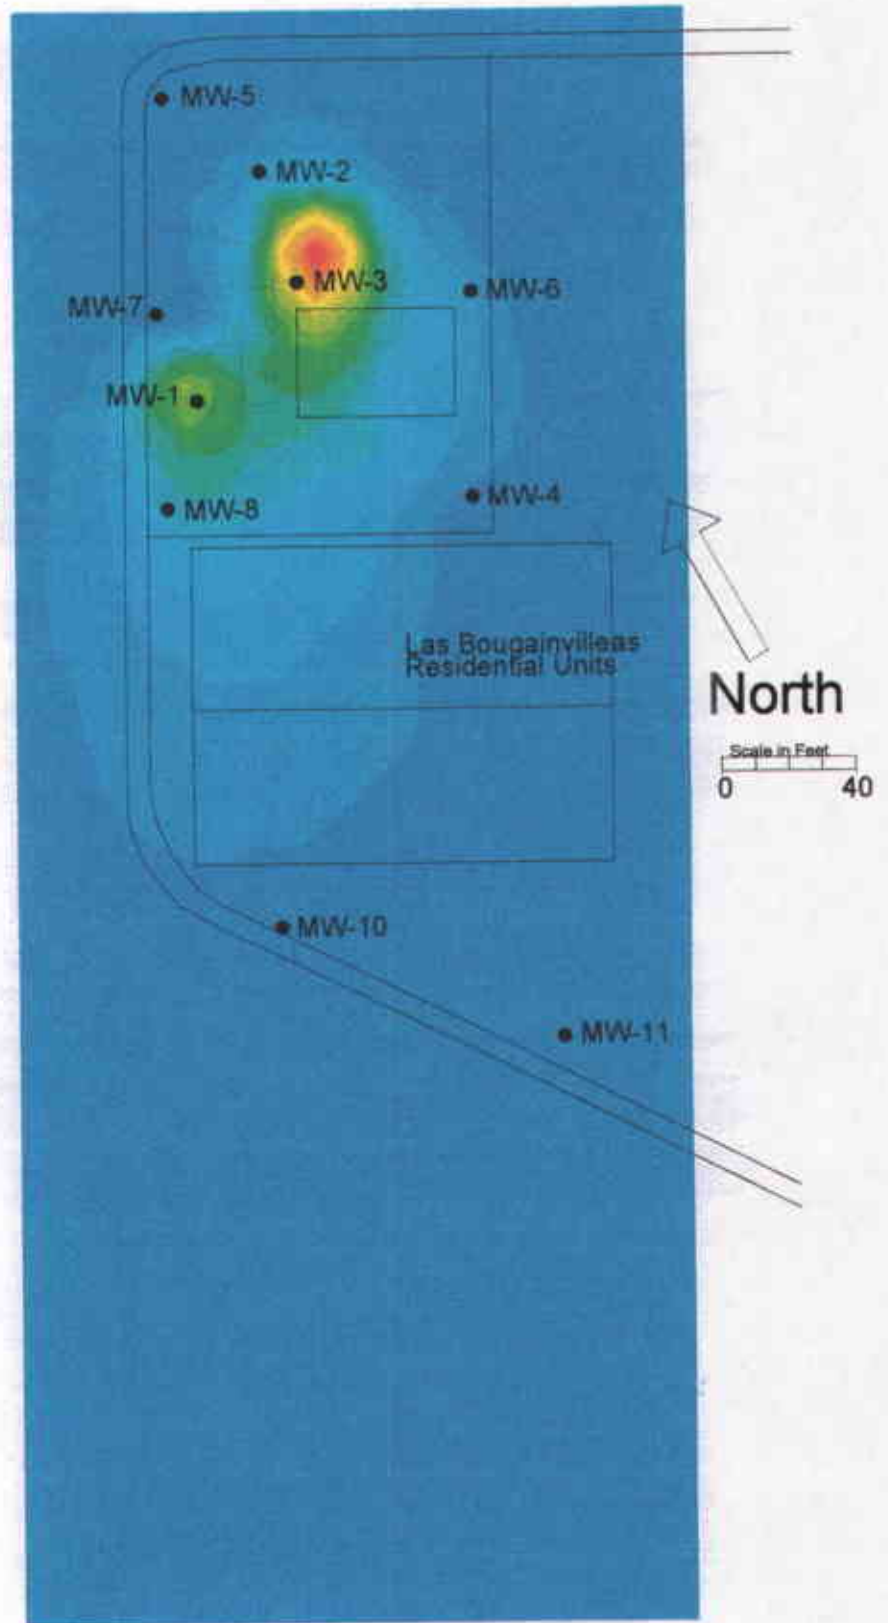 MW-5
MW-2
MW-3
MW-6
MW-7
MW-1
MW-4
MW-8
Las Bougainvilleas
Residential Units
North
Scale in Feet
0 40
MW-10
MW-11